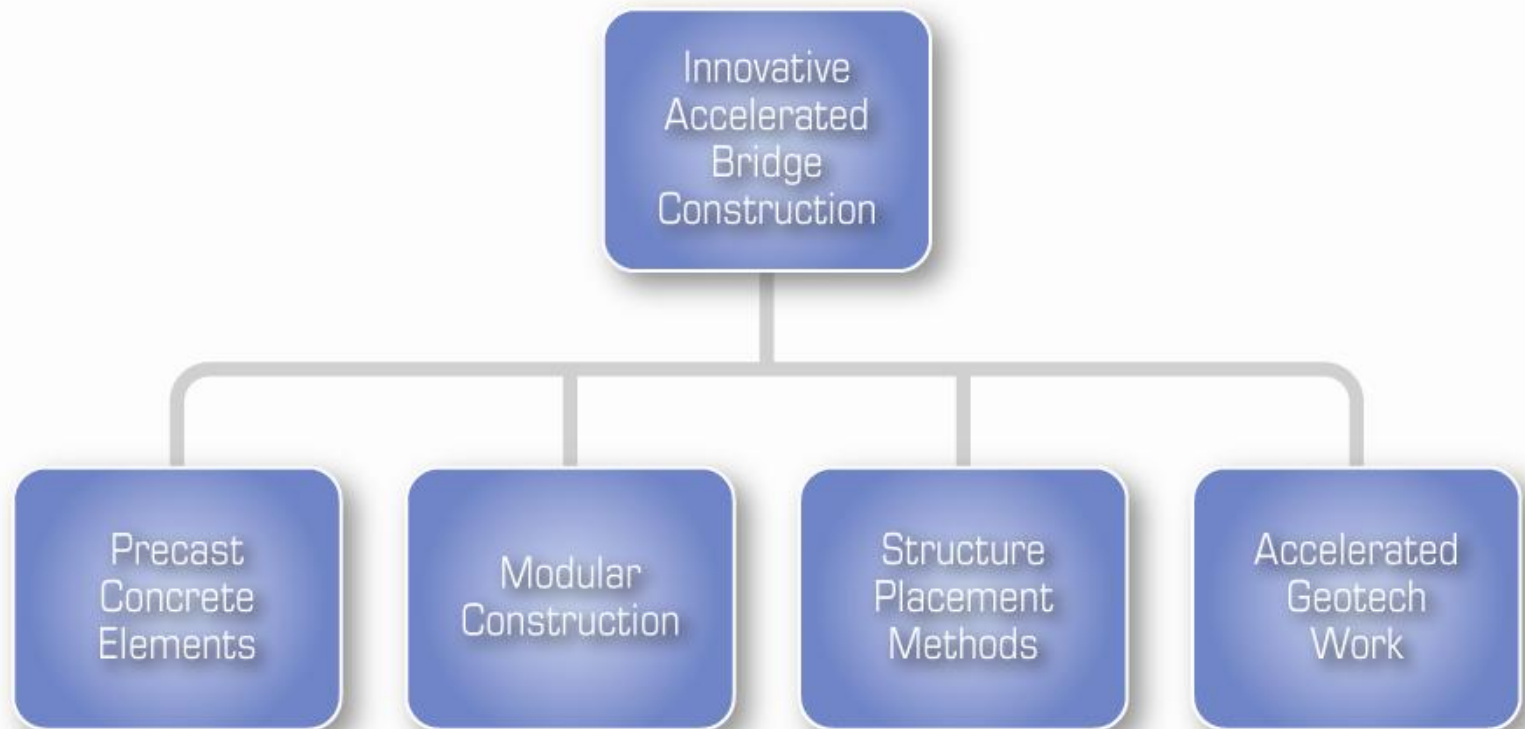 Innovative
Accelerated
Bridge
Construction
Precast
Concrete
Elements
Modular
Construction
Structure
Placement
Methods
Accelerated
Geotech
Work